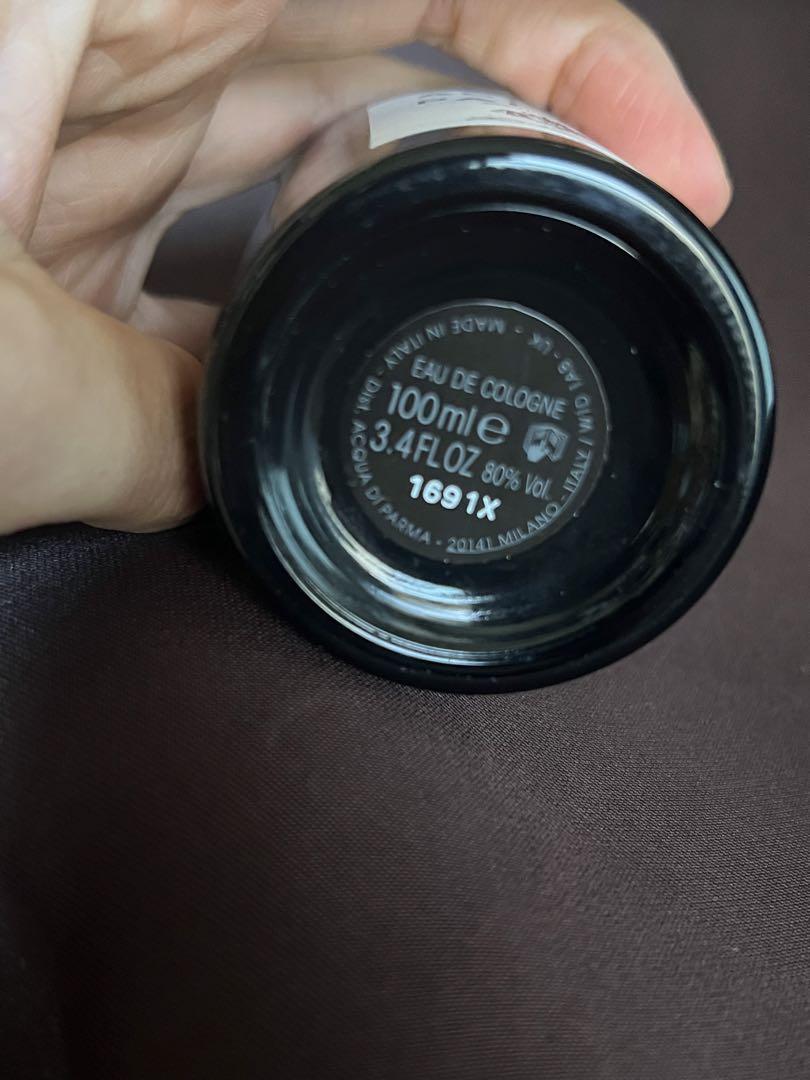 EAU DE COLOGNE
100ml e
3.4FLOZ 80% Vol.
1691X
MADE IN ITALY - Dist. ACQUA DI PARMA - 20141 MILANO - ITALY / W1D 1A9 - UK -